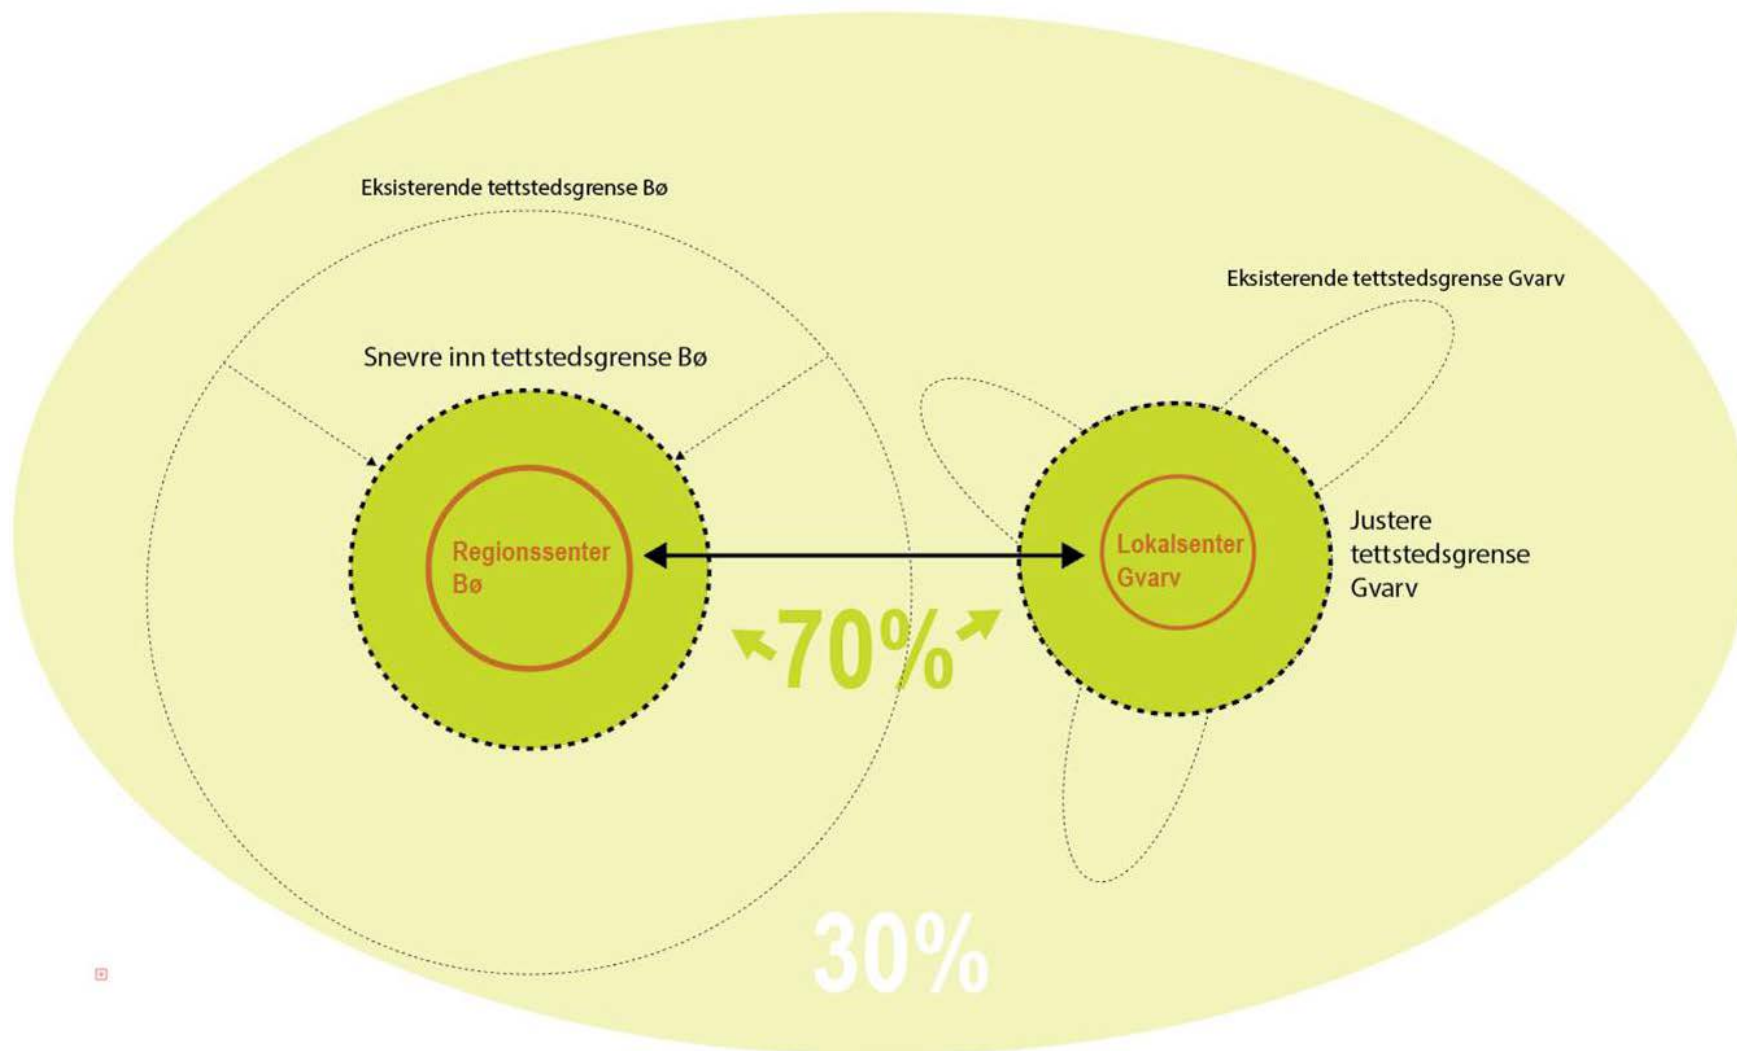 Eksisterende tettstedsgrense Bø
Eksisterende tettstedsgrense Gvarv
Snevre inn tettstedsgrense Bø
Regionssenter
Bø
Lokalsenter
Gvarv
Justere
tettstedsgrense
Gvarv
70%
30%